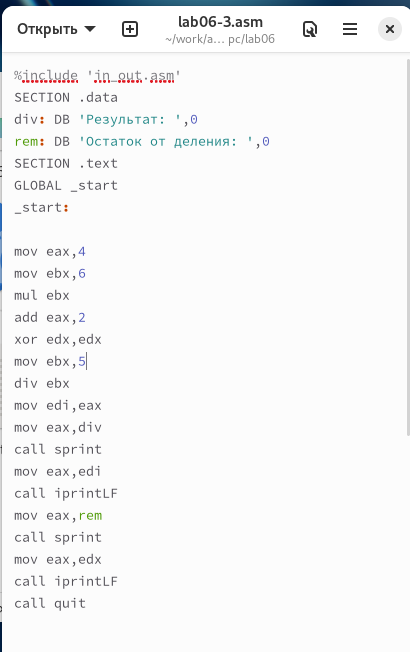 Открыть
lab06-3.asm
~/work/a... pc/lab06
%include 'in_out.asm'
SECTION .data
div: DB 'Результат: ',0
rem: DB 'Остаток от деления: ',0
SECTION .text
GLOBAL _start
_start:
mov eax,4
mov ebx,6
mul ebx
add eax,2
xor edx,edx
mov ebx,5
div ebx
mov edi,eax
mov eax,div
call sprint
mov eax,edi
call iprintLF
mov eax,rem
call sprint
mov eax,edx
call iprintLF
call quit